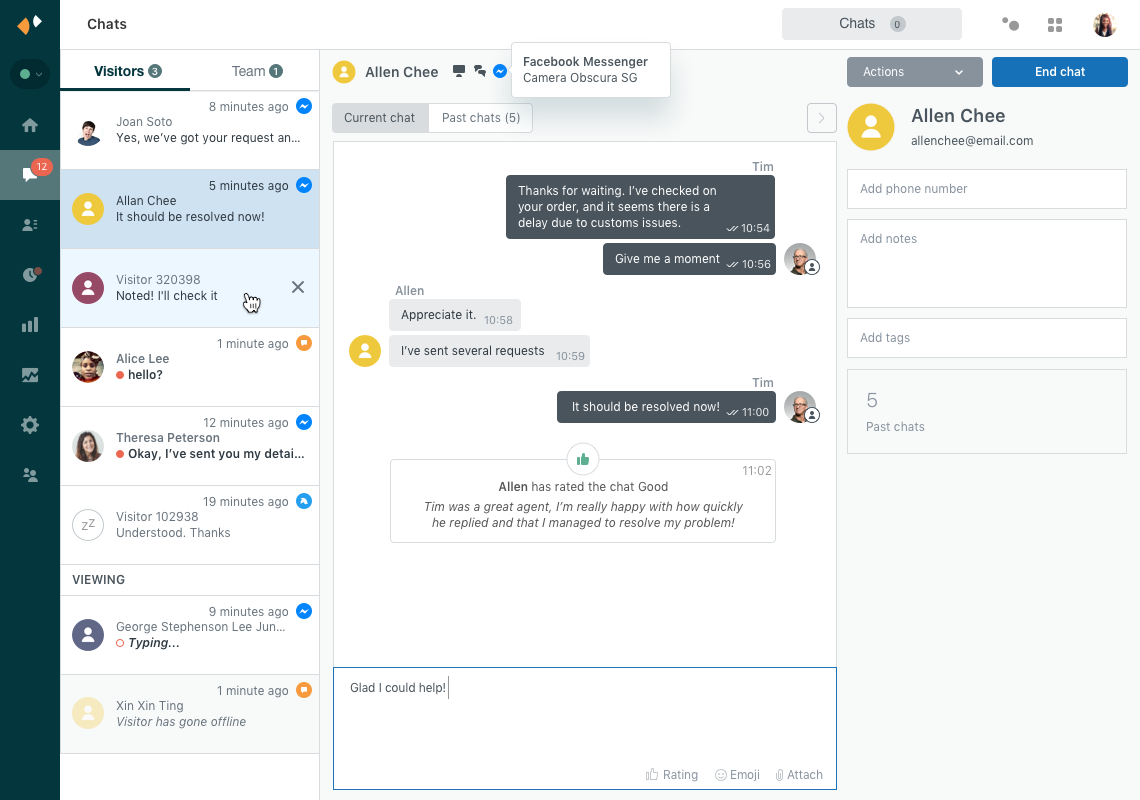 Chats
Chats 0
12
Visitors 3
Team 1
8 minutes ago
Joan Soto
Yes, we’ve got your request an...
5 minutes ago
Allan Chee
It should be resolved now!
Visitor 320398
Noted! I'll check it
1 minute ago
Alice Lee
hello?
12 minutes ago
Theresa Peterson
Okay, I’ve sent you my detai...
19 minutes ago
zZ
Visitor 102938
Understood. Thanks
VIEWING
9 minutes ago
George Stephenson Lee Jun...
Typing...
1 minute ago
Xin Xin Ting
Visitor has gone offline
Allen Chee
Facebook Messenger
Camera Obscura SG
Current chat
Past chats (5)
Tim
Thanks for waiting. I’ve checked on
your order, and it seems there is a
delay due to customs issues.
10:54
Give me a moment 10:56
Allen
Appreciate it. 10:58
I’ve sent several requests 10:59
Tim
It should be resolved now! 11:00
11:02
Allen has rated the chat Good
Tim was a great agent, I’m really happy with how quickly
he replied and that I managed to resolve my problem!
Glad I could help!
Rating Emoji Attach
Actions
End chat
Allen Chee
allenchee@email.com
Add phone number
Add notes
Add tags
5
Past chats